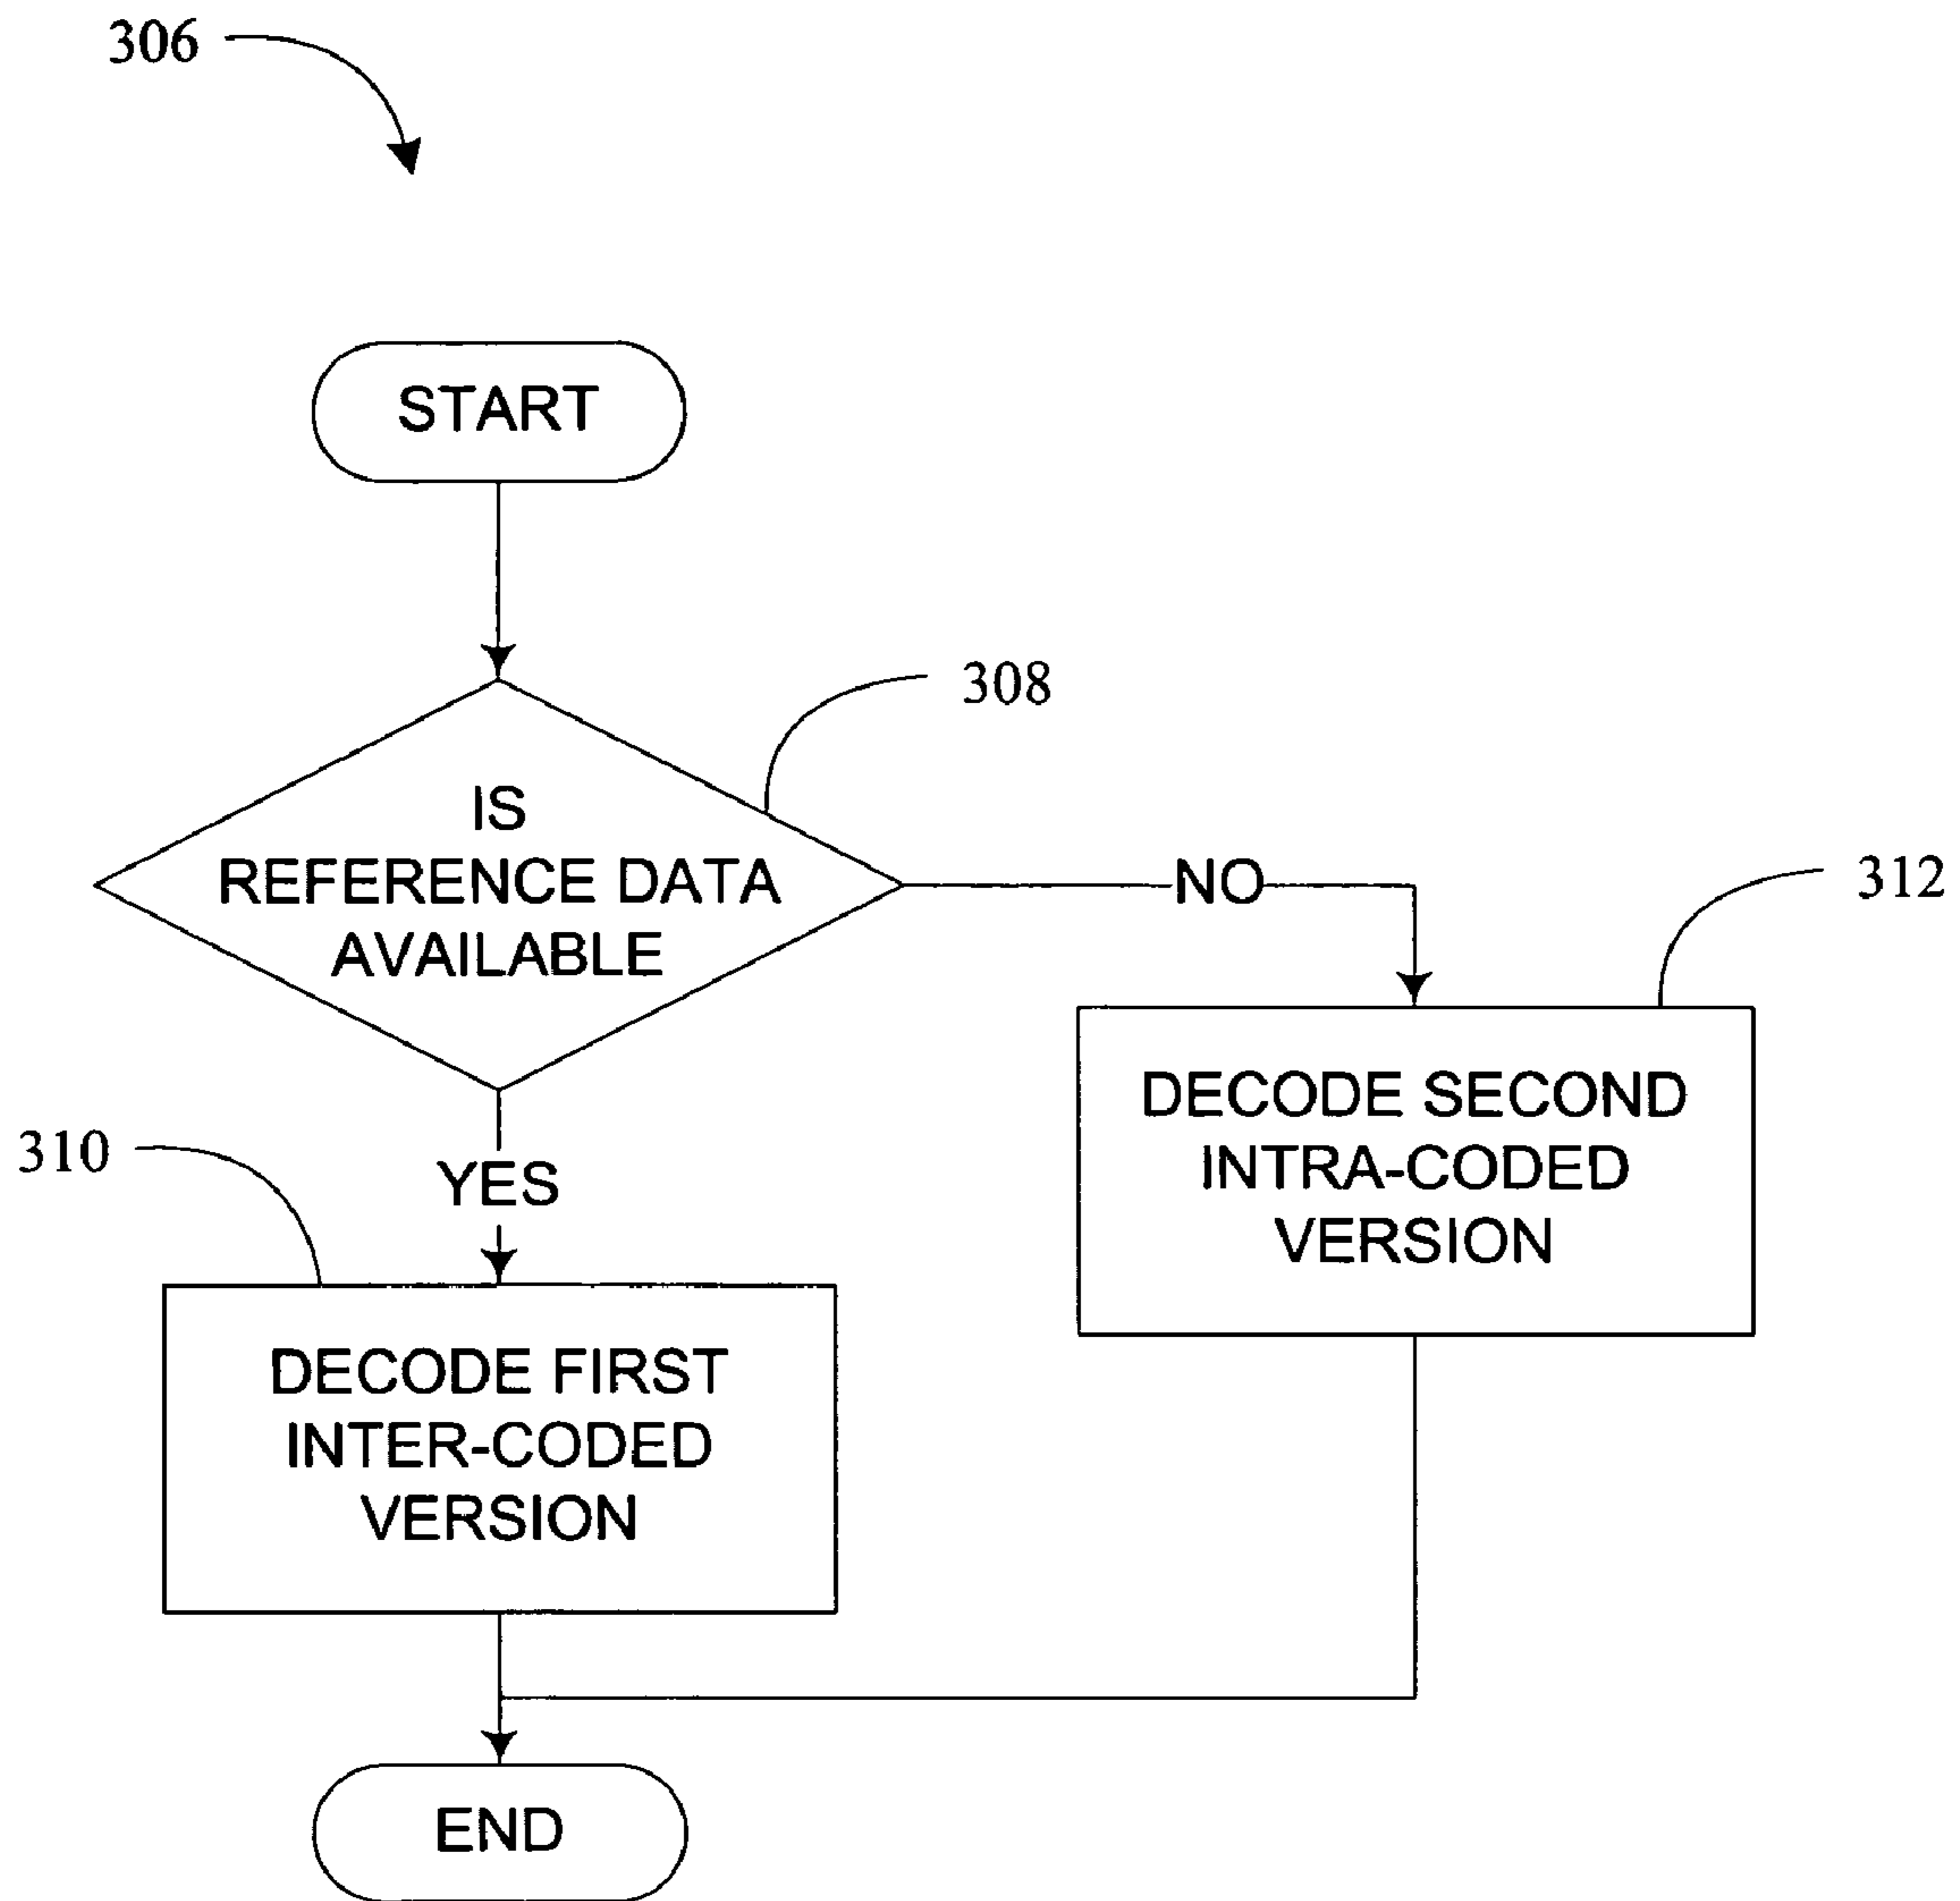 306
START
308
IS
REFERENCE DATA
AVAILABLE
NO
312
DECODE SECOND
INTRA-CODED
VERSION
310
YES
DECODE FIRST
INTER-CODED
VERSION
END